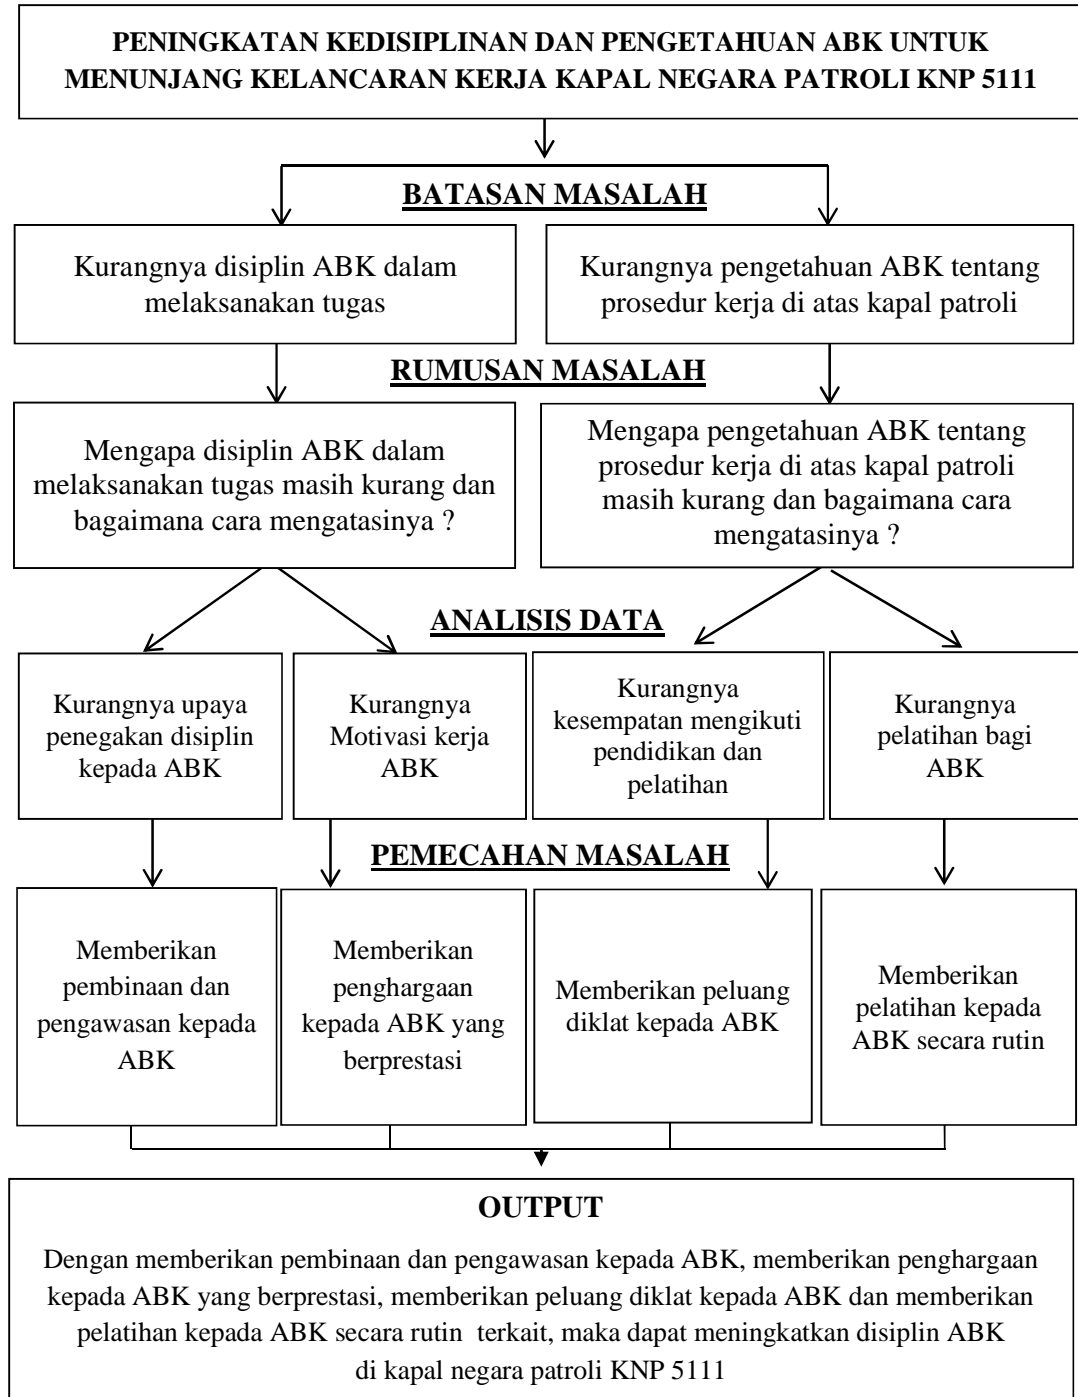 PENINGKATAN KEDISIPLINAN DAN PENGETAHUAN ABK UNTUK
MENUNJANG KELANCARAN KERJA KAPAL NEGARA PATROLI KNP 5111
BATASAN MASALAH
Kurangnya disiplin ABK dalam
melaksanakan tugas
Kurangnya pengetahuan ABK tentang
prosedur kerja di atas kapal patroli
RUMUSAN MASALAH
Mengapa disiplin ABK dalam
melaksanakan tugas masih kurang dan
bagaimana cara mengatasinya ?
Mengapa pengetahuan ABK tentang
prosedur kerja di atas kapal patroli
masih kurang dan bagaimana cara
mengatasinya ?
ANALISIS DATA
Kurangnya upaya
penegakan disiplin
kepada ABK
Kurangnya
Motivasi kerja
ABK
Kurangnya
kesempatan mengikuti
pendidikan dan
pelatihan
Kurangnya
pelatihan bagi
ABK
PEMECAHAN MASALAH
Memberikan
pembinaan dan
pengawasan kepada
ABK
Memberikan
penghargaan
kepada ABK yang
berprestasi
Memberikan peluang
diklat kepada ABK
Memberikan
pelatihan kepada
ABK secara rutin
OUTPUT
Dengan memberikan pembinaan dan pengawasan kepada ABK, memberikan penghargaan
kepada ABK yang berprestasi, memberikan peluang diklat kepada ABK dan memberikan
pelatihan kepada ABK secara rutin  terkait, maka dapat meningkatkan disiplin ABK
di kapal negara patroli KNP 5111